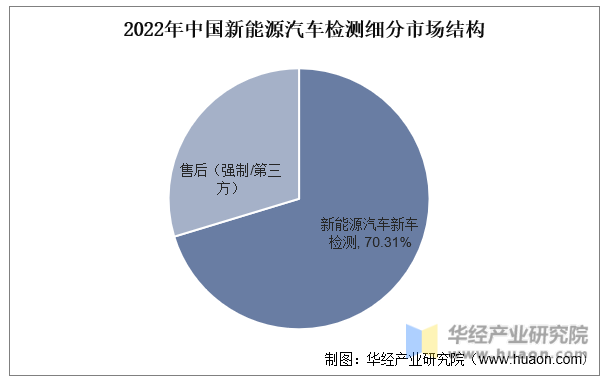 2022年中国新能源汽车检测细分市场结构
售后（强制/第三
方）
新能源汽车新车
检测, 70.31%
华经产业研究院
www.huaon.com
制图：华经产业研究院（www.huaon.com）